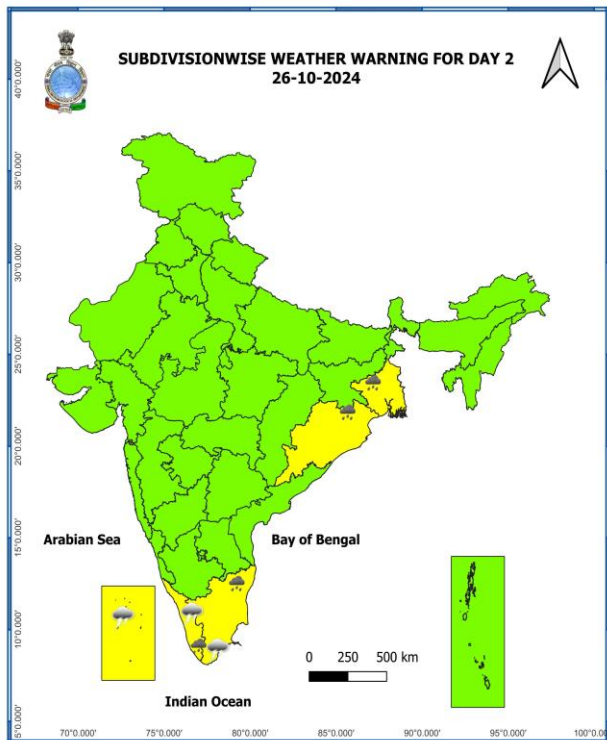 SUBDIVISIONWISE WEATHER WARNING FOR DAY 2
26-10-2024
40°0.000'
35°0.000'
30°0.000'
25°0.000'
20°0.000'
15°0.000'
10°0.000'
5°0.000'
Arabian Sea
Bay of Bengal
0 250 500 km
Indian Ocean
70°0.000' 75°0.000' 80°0.000' 85°0.000' 90°0.000' 95°0.000' 100°0.000'